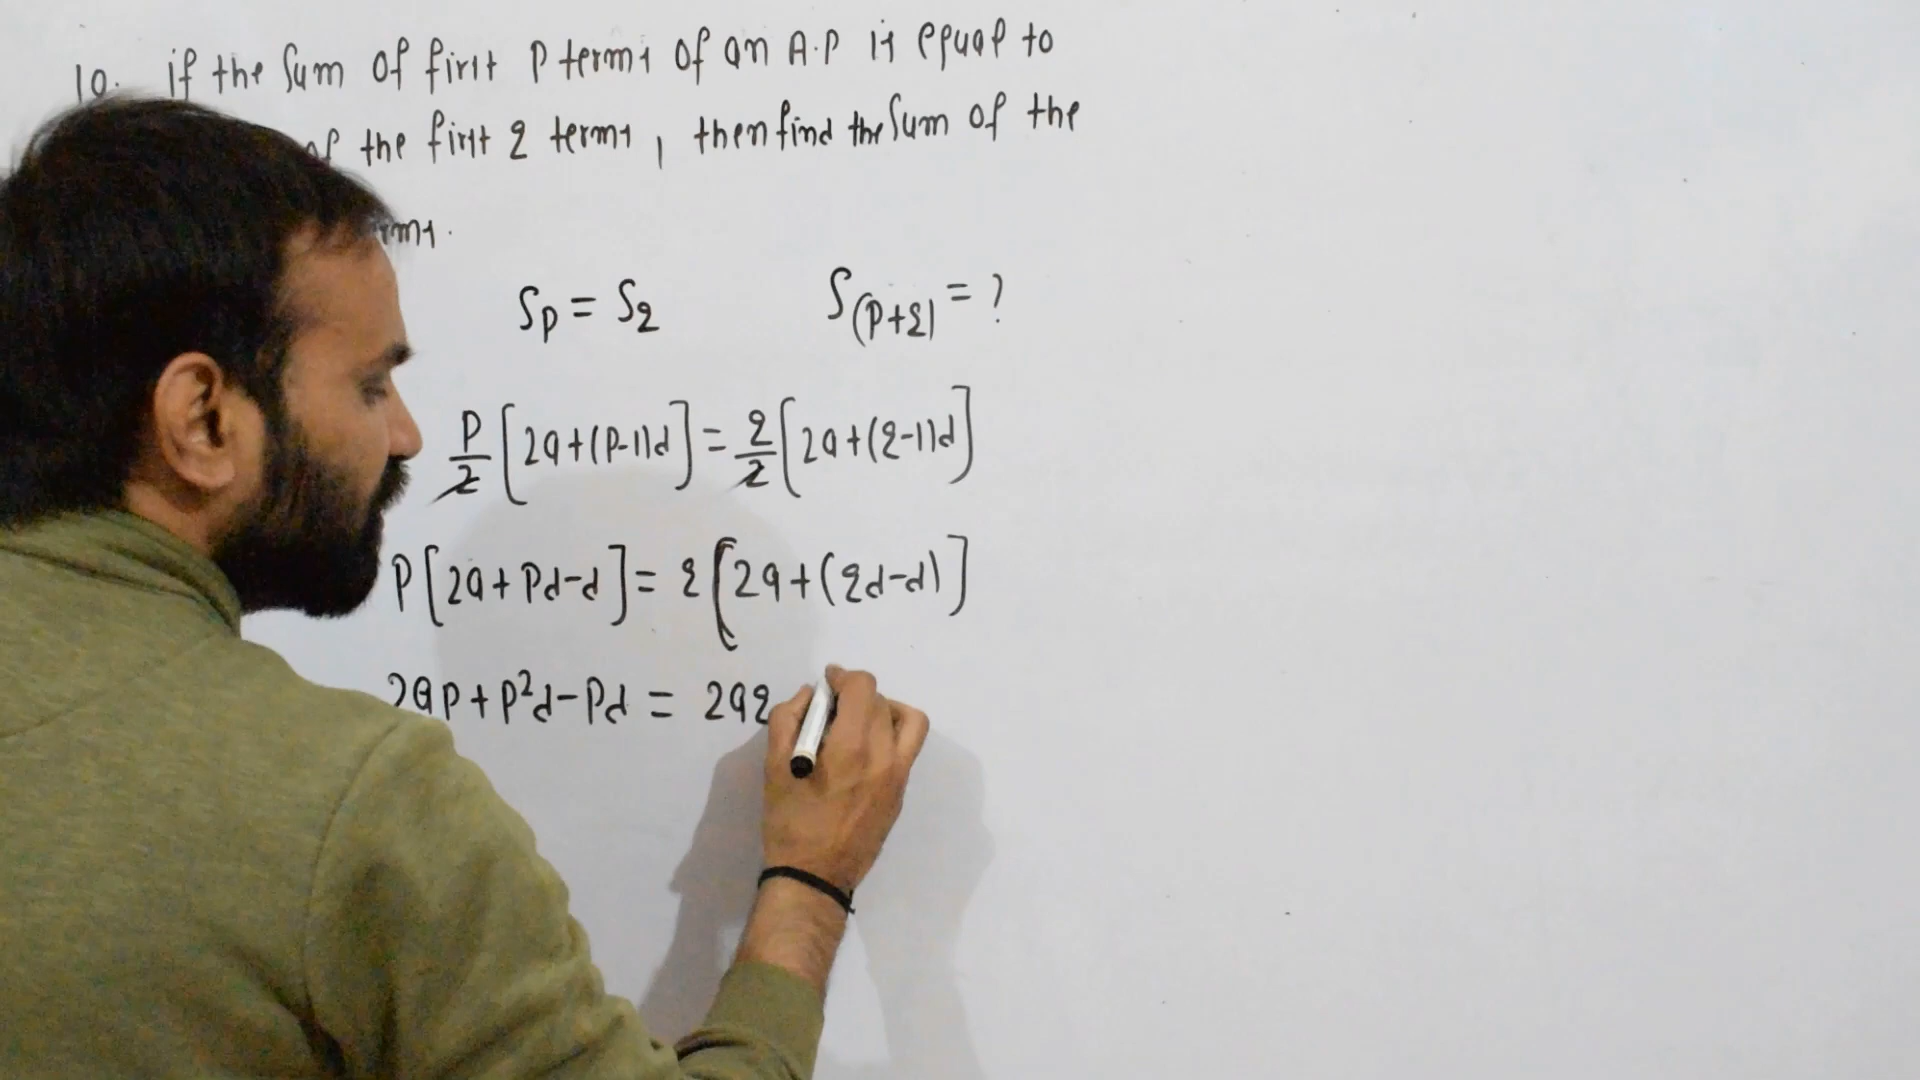 10. if the Sum of first P terms of an A.P is equal to
of the first q terms, then find the Sum of the
Sp = Sq S(p+q) = ?
P/2 [2a+(P-1)d] = q/2 [2a+(q-1)d]
P[2a+Pd-d] = q[2a+(qd-d)]
2ap+p²d-Pd = 2aq